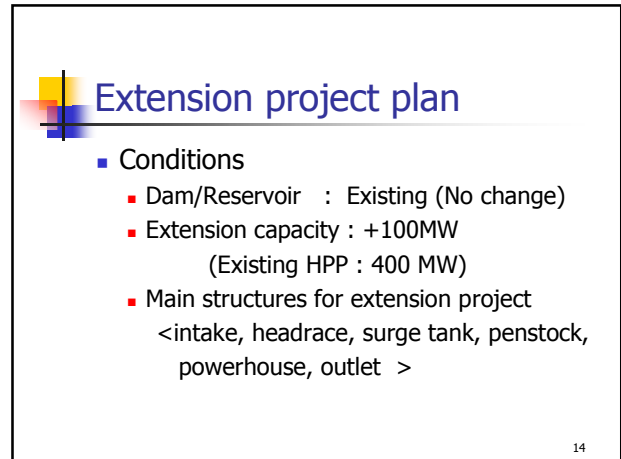 Extension project plan
Conditions
Dam/Reservoir : Existing (No change)
Extension capacity : +100MW
(Existing HPP : 400 MW)
Main structures for extension project
<intake, headrace, surge tank, penstock,
powerhouse, outlet >
14